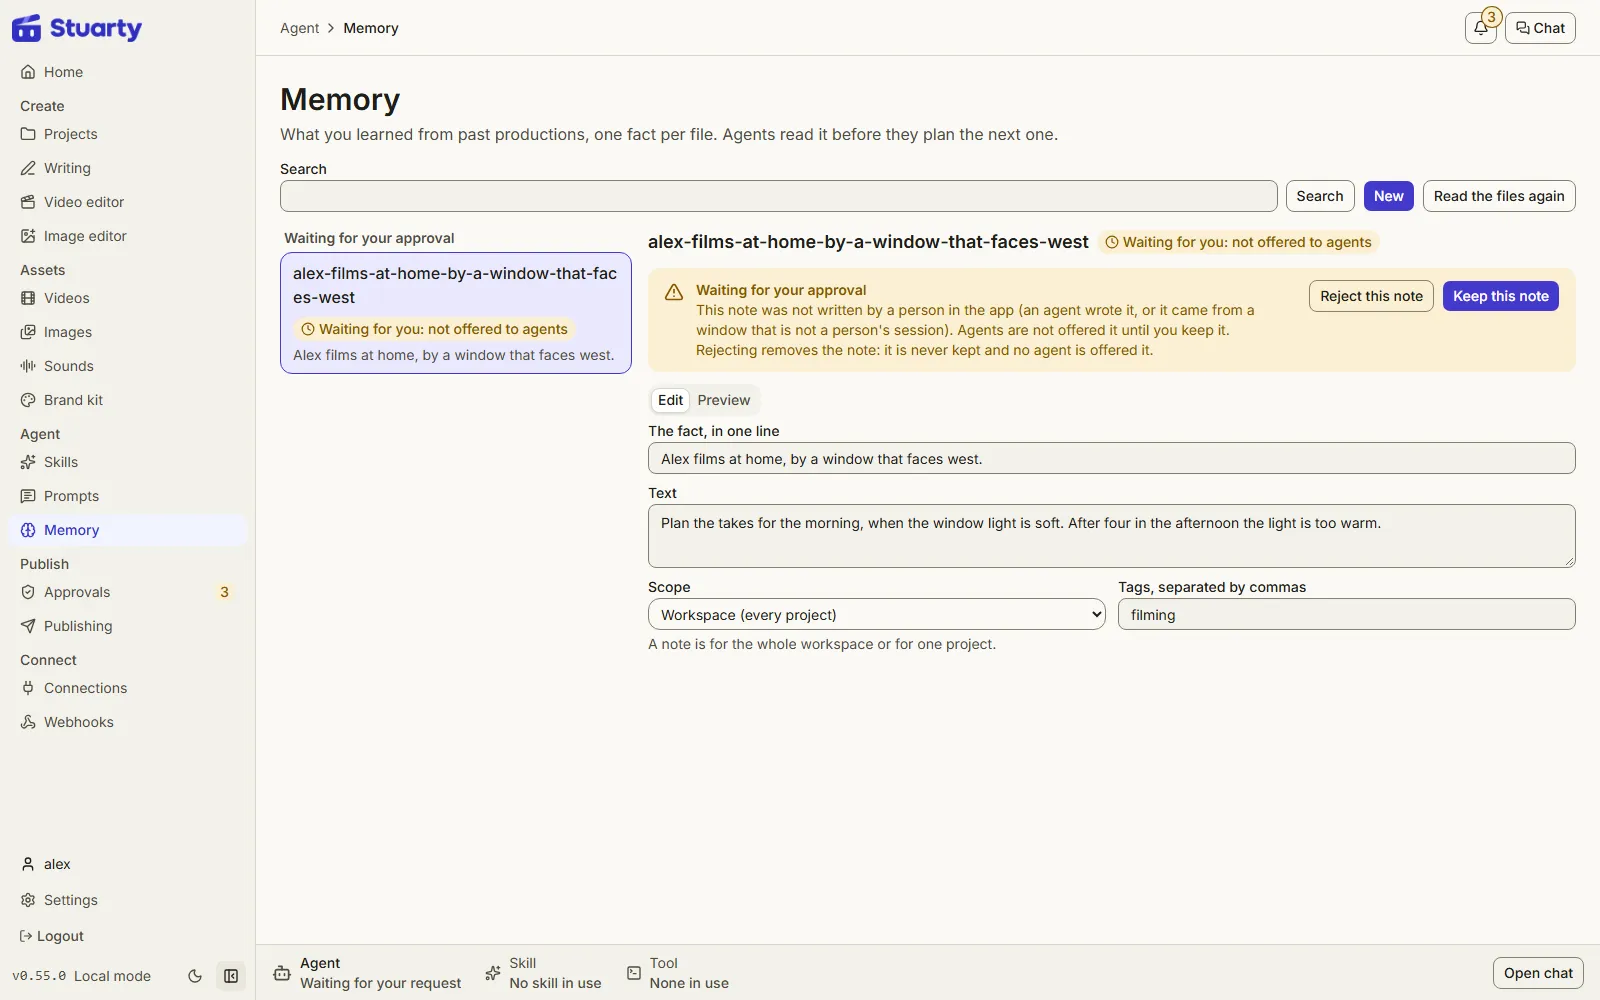 Stuarty
Home
Create
Projects
Writing
Video editor
Image editor
Assets
Videos
Images
Sounds
Brand kit
Agent
Skills
Prompts
Memory
Publish
Approvals 3
Publishing
Connect
Connections
Webhooks
alex
Settings
Logout
v0.55.0 Local mode
Agent > Memory
3
Chat
Memory
What you learned from past productions, one fact per file. Agents read it before they plan the next one.
Search
Search
New
Read the files again
Waiting for your approval
alex-films-at-home-by-a-window-that-fac
es-west
Waiting for you: not offered to agents
Alex films at home, by a window that faces west.
alex-films-at-home-by-a-window-that-faces-west
Waiting for you: not offered to agents
Waiting for your approval
This note was not written by a person in the app (an agent wrote it, or it came from a
window that is not a person's session). Agents are not offered it until you keep it.
Rejecting removes the note: it is never kept and no agent is offered it.
Reject this note
Keep this note
Edit
Preview
The fact, in one line
Alex films at home, by a window that faces west.
Text
Plan the takes for the morning, when the window light is soft. After four in the afternoon the light is too warm.
Scope
Workspace (every project)
A note is for the whole workspace or for one project.
Tags, separated by commas
filming
Agent
Waiting for your request
Skill
No skill in use
Tool
None in use
Open chat